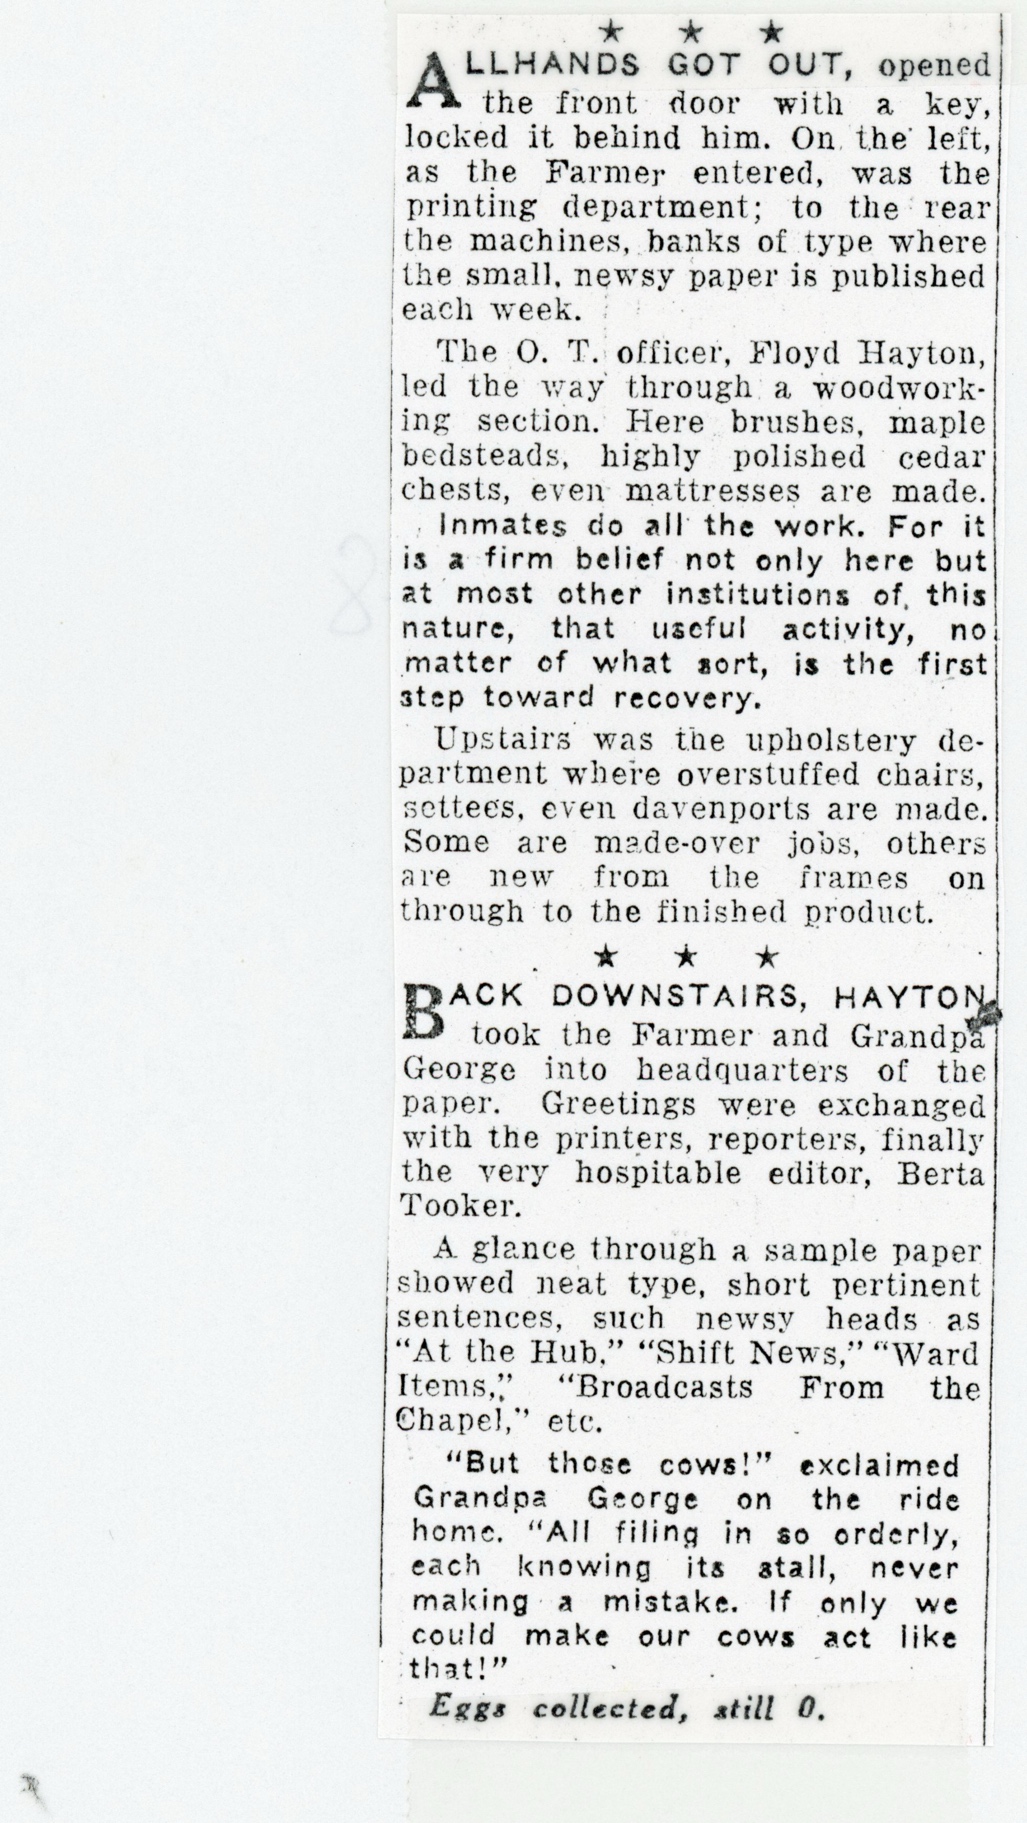 ★ ★ ★
ALLHANDS GOT OUT, opened
the front door with a key,
locked it behind him. On the left,
as the Farmer entered, was the
printing department; to the rear
the machines, banks of type where
the small, newsy paper is published
each week.
The O. T. officer, Floyd Hayton,
led the way through a woodwork-
ing section. Here brushes, maple
bedsteads, highly polished cedar
chests, even mattresses are made.
Inmates do all the work. For it
is a firm belief not only here but
at most other institutions of this
nature, that useful activity, no
matter of what sort, is the first
step toward recovery.
Upstairs was the upholstery de-
partment where overstuffed chairs,
settees, even davenports are made.
Some are made-over jobs, others
are new from the frames on
through to the finished product.
★ ★ ★
BACK DOWNSTAIRS, HAYTON
took the Farmer and Grandpa
George into headquarters of the
paper. Greetings were exchanged
with the printers, reporters, finally
the very hospitable editor, Berta
Tooker.
A glance through a sample paper
showed neat type, short pertinent
sentences, such newsy heads as
"At the Hub," "Shift News," "Ward
Items," "Broadcasts From the
Chapel," etc.
"But those cows!" exclaimed
Grandpa George on the ride
home. "All filing in so orderly,
each knowing its stall, never
making a mistake. If only we
could make our cows act like
that!"
Eggs collected, still 0.
8